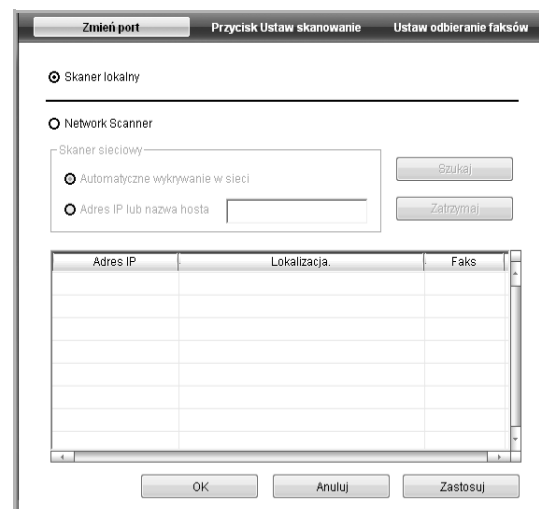 Zmień port Przycisk Ustaw skanowanie Ustaw odbieranie faksów
Skaner lokalny
Network Scanner
Skaner sieciowy
Automatyczne wykrywanie w sieci
Szukaj
Adres IP lub nazwa hosta
Zatrzymaj
Adres IP Lokalizacja. Faks
OK Anuluj Zastosuj